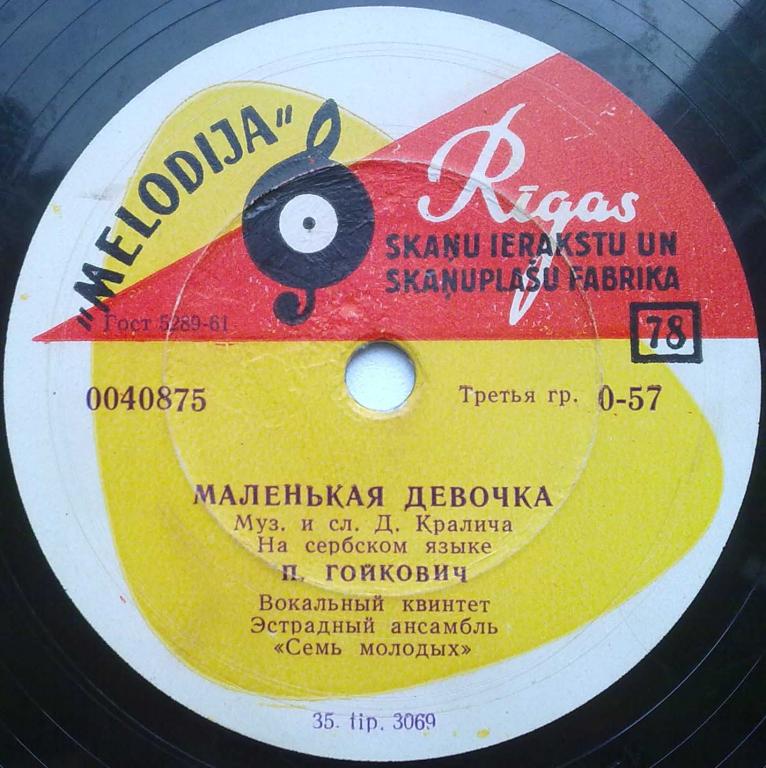 "MELODIJA"
Rīgas
SKAŅU IERAKSTU UN
SKAŅUPLAŠU FABRIKA
Гост 5289-61
78
0040875
Третья гр. 0-57
МАЛЕНЬКАЯ ДЕВОЧКА
Муз. и сл. Д. Кралича
На сербском языке
П. ГОЙКОВИЧ
Вокальный квинтет
Эстрадный ансамбль
«Семь молодых»
35. tip. 3069